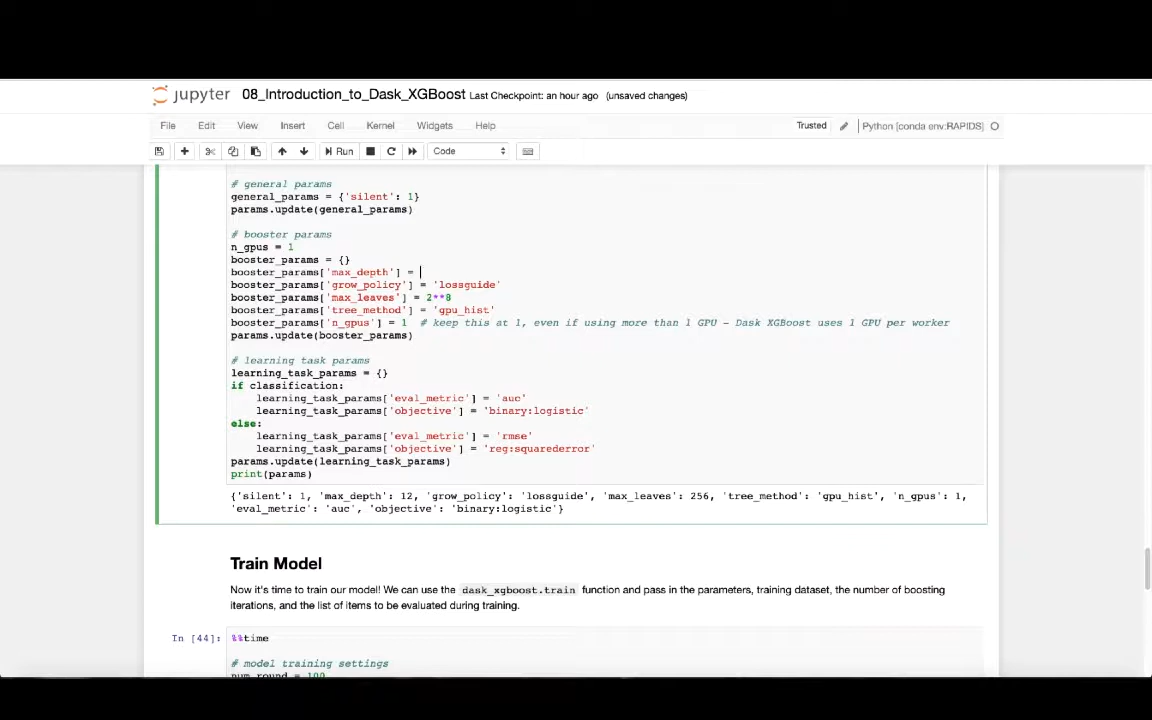 jupyter 08_Introduction_to_Dask_XGBoost Last Checkpoint: an hour ago (unsaved changes)
File Edit View Insert Cell Kernel Widgets Help Trusted Python [conda env:RAPIDS]
Run Code
# general params
general_params = {'silent': 1}
params.update(general_params)
# booster params
n_gpus = 1
booster_params = {}
booster_params['max_depth'] =
booster_params['grow_policy'] = 'lossguide'
booster_params['max_leaves'] = 2**8
booster_params['tree_method'] = 'gpu_hist'
booster_params['n_gpus'] = 1  # keep this at 1, even if using more than 1 GPU - Dask XGBoost uses 1 GPU per worker
params.update(booster_params)
# learning task params
learning_task_params = {}
if classification:
    learning_task_params['eval_metric'] = 'auc'
    learning_task_params['objective'] = 'binary:logistic'
else:
    learning_task_params['eval_metric'] = 'rmse'
    learning_task_params['objective'] = 'reg:squarederror'
params.update(learning_task_params)
print(params)
{'silent': 1, 'max_depth': 12, 'grow_policy': 'lossguide', 'max_leaves': 256, 'tree_method': 'gpu_hist', 'n_gpus': 1,
'eval_metric': 'auc', 'objective': 'binary:logistic'}
Train Model
Now it's time to train our model! We can use the dask_xgboost.train function and pass in the parameters, training dataset, the number of boosting
iterations, and the list of items to be evaluated during training.
In [44]: %%time
# model training settings
num_round = 100